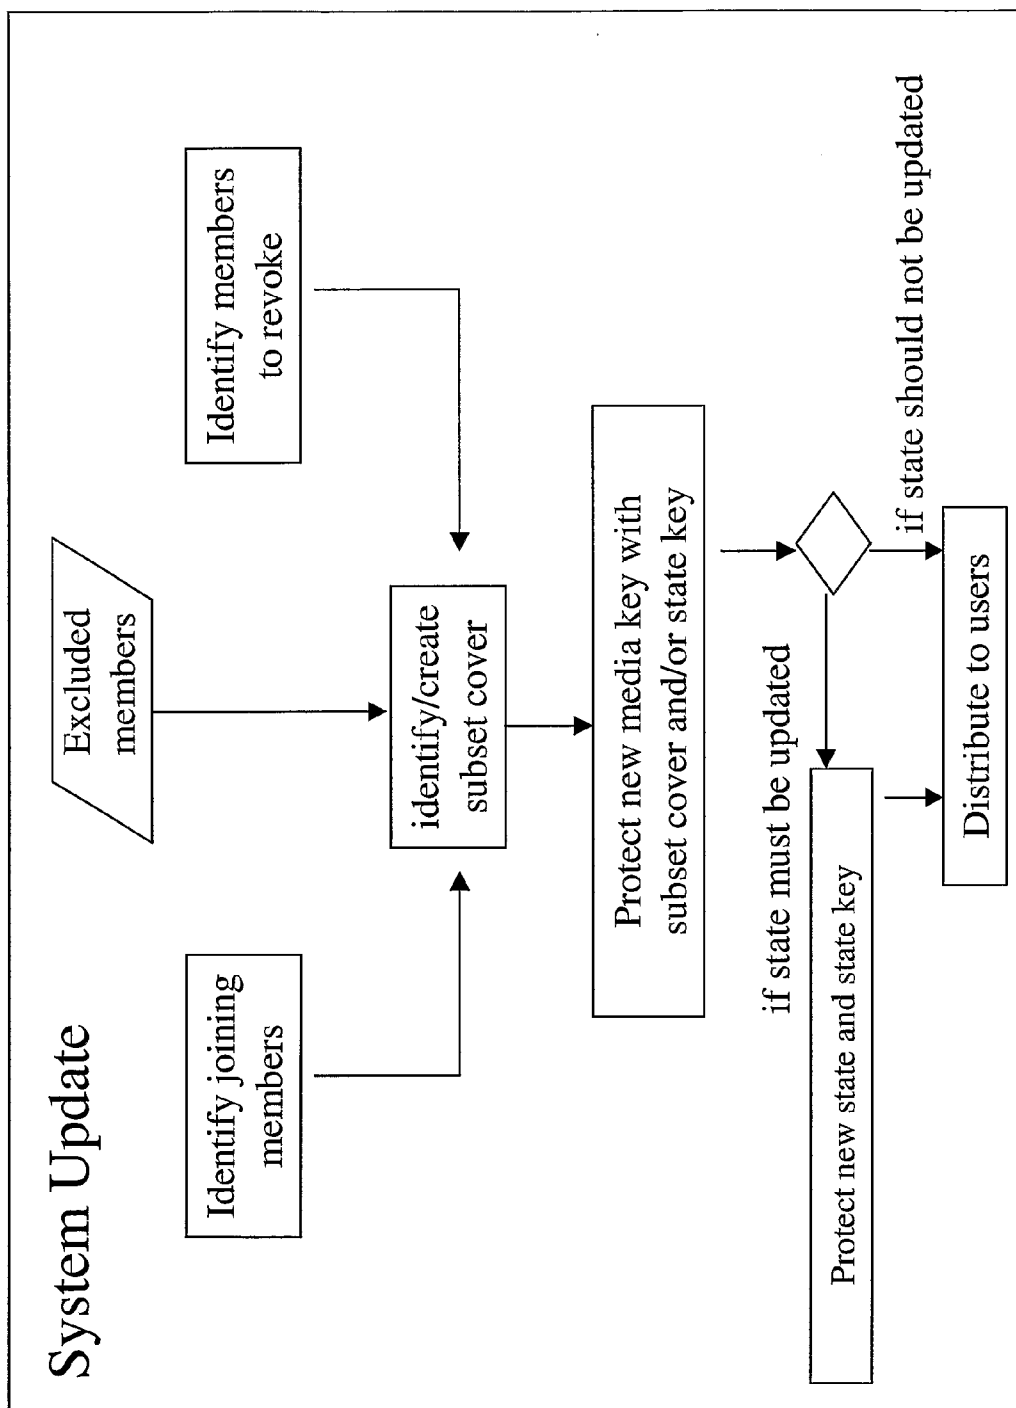 System Update
Excluded
members
Identify joining
members
Identify members
to revoke
identify/create
subset cover
Protect new media key with
subset cover and/or state key
if state must be updated
if state should not be updated
Protect new state and state key
Distribute to users